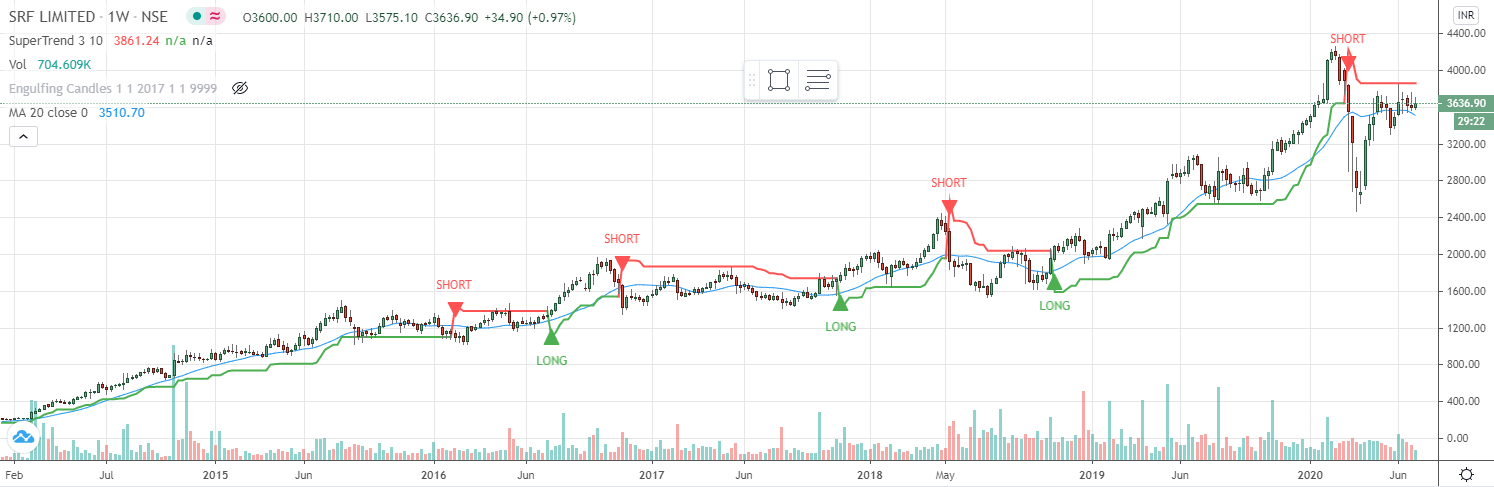 SRF LIMITED · 1W · NSE O3600.00 H3710.00 L3575.10 C3636.90 +34.90 (+0.97%)
INR
SuperTrend 3 10 3861.24 n/a n/a
Vol 704.609K
Engulfing Candles 1 1 2017 1 1 9999
MA 20 close 0 3510.70
SHORT
SHORT
SHORT
SHORT
LONG
LONG
LONG
4400.00
4000.00
3636.90
29:22
3200.00
2800.00
2400.00
2000.00
1600.00
1200.00
800.00
400.00
0.00
Feb Jul 2015 Jun 2016 Jun 2017 Jun 2018 May 2019 Jun 2020 Jun